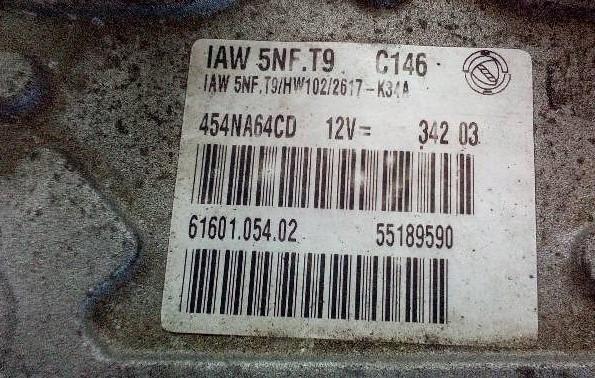 IAW 5NF.T9 C146
IAW 5NF.T9/HW102/2617-K34A
454NA64CD 12V= 342 03
61601.054.02 55189590